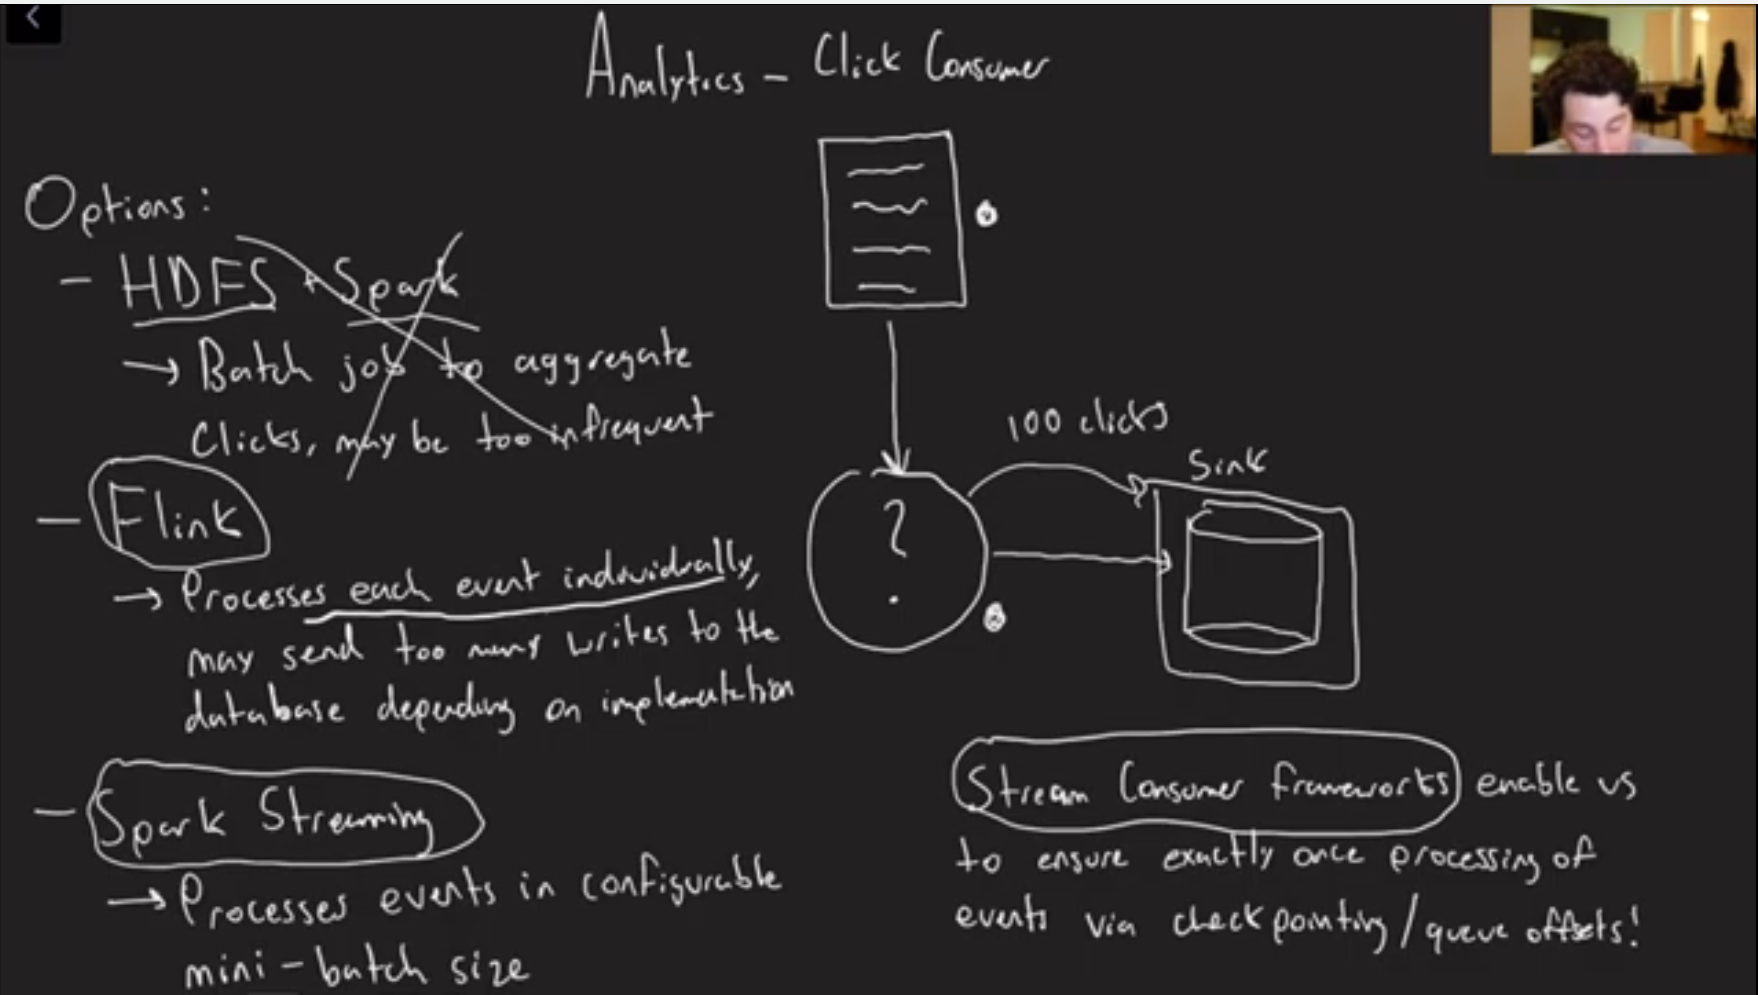 Analytics - Click Consumer
Options:
- HDFS + Spark
→ Batch job to aggregate
Clicks, may be too infrequent
- Flink
→ Processes each event individually,
may send too many writes to the
database depending on implementation
- Spark Streaming
→ Processes events in configurable
mini-batch size
?
100 clicks
Sink
Stream Consumer frameworks enable us
to ensure exactly once processing of
events via checkpointing/queue offsets!